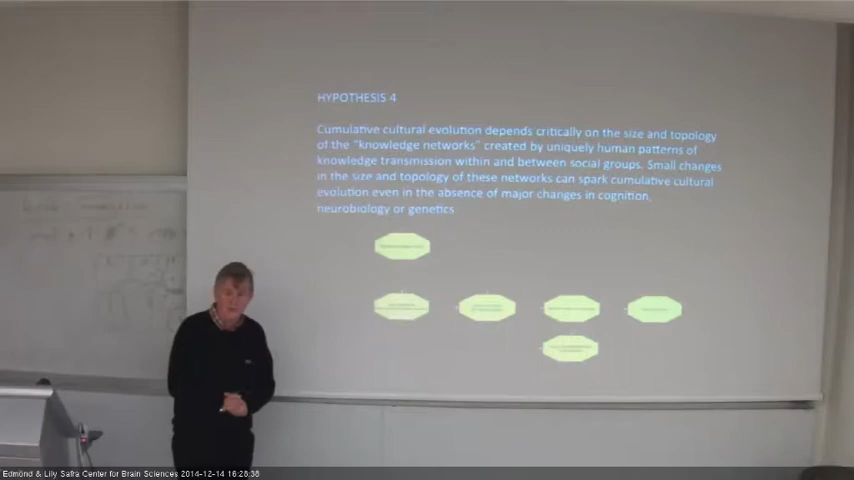 HYPOTHESIS 4
Cumulative cultural evolution depends critically on the size and topology
of the "knowledge networks" created by uniquely human patterns of
knowledge transmission within and between social groups. Small changes
in the size and topology of these networks can spark cumulative cultural
evolution even in the absence of major changes in cognition,
neurobiology or genetics
Edmond & Lily Safra Center for Brain Sciences 2014-12-14 16:28:38